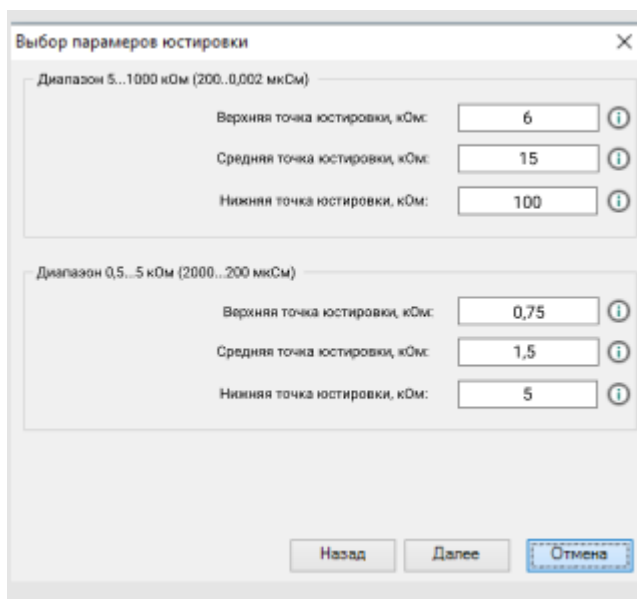 Выбор парамеров юстировки
Диапазон 5...1000 кОм (200..0,002 мкСм)
Верхняя точка юстировки, кОм: 6
Средняя точка юстировки, кОм: 15
Нижняя точка юстировки, кОм: 100
Диапазон 0,5...5 кОм (2000...200 мкСм)
Верхняя точка юстировки, кОм: 0,75
Средняя точка юстировки, кОм: 1,5
Нижняя точка юстировки, кОм: 5
Назад Далее Отмена